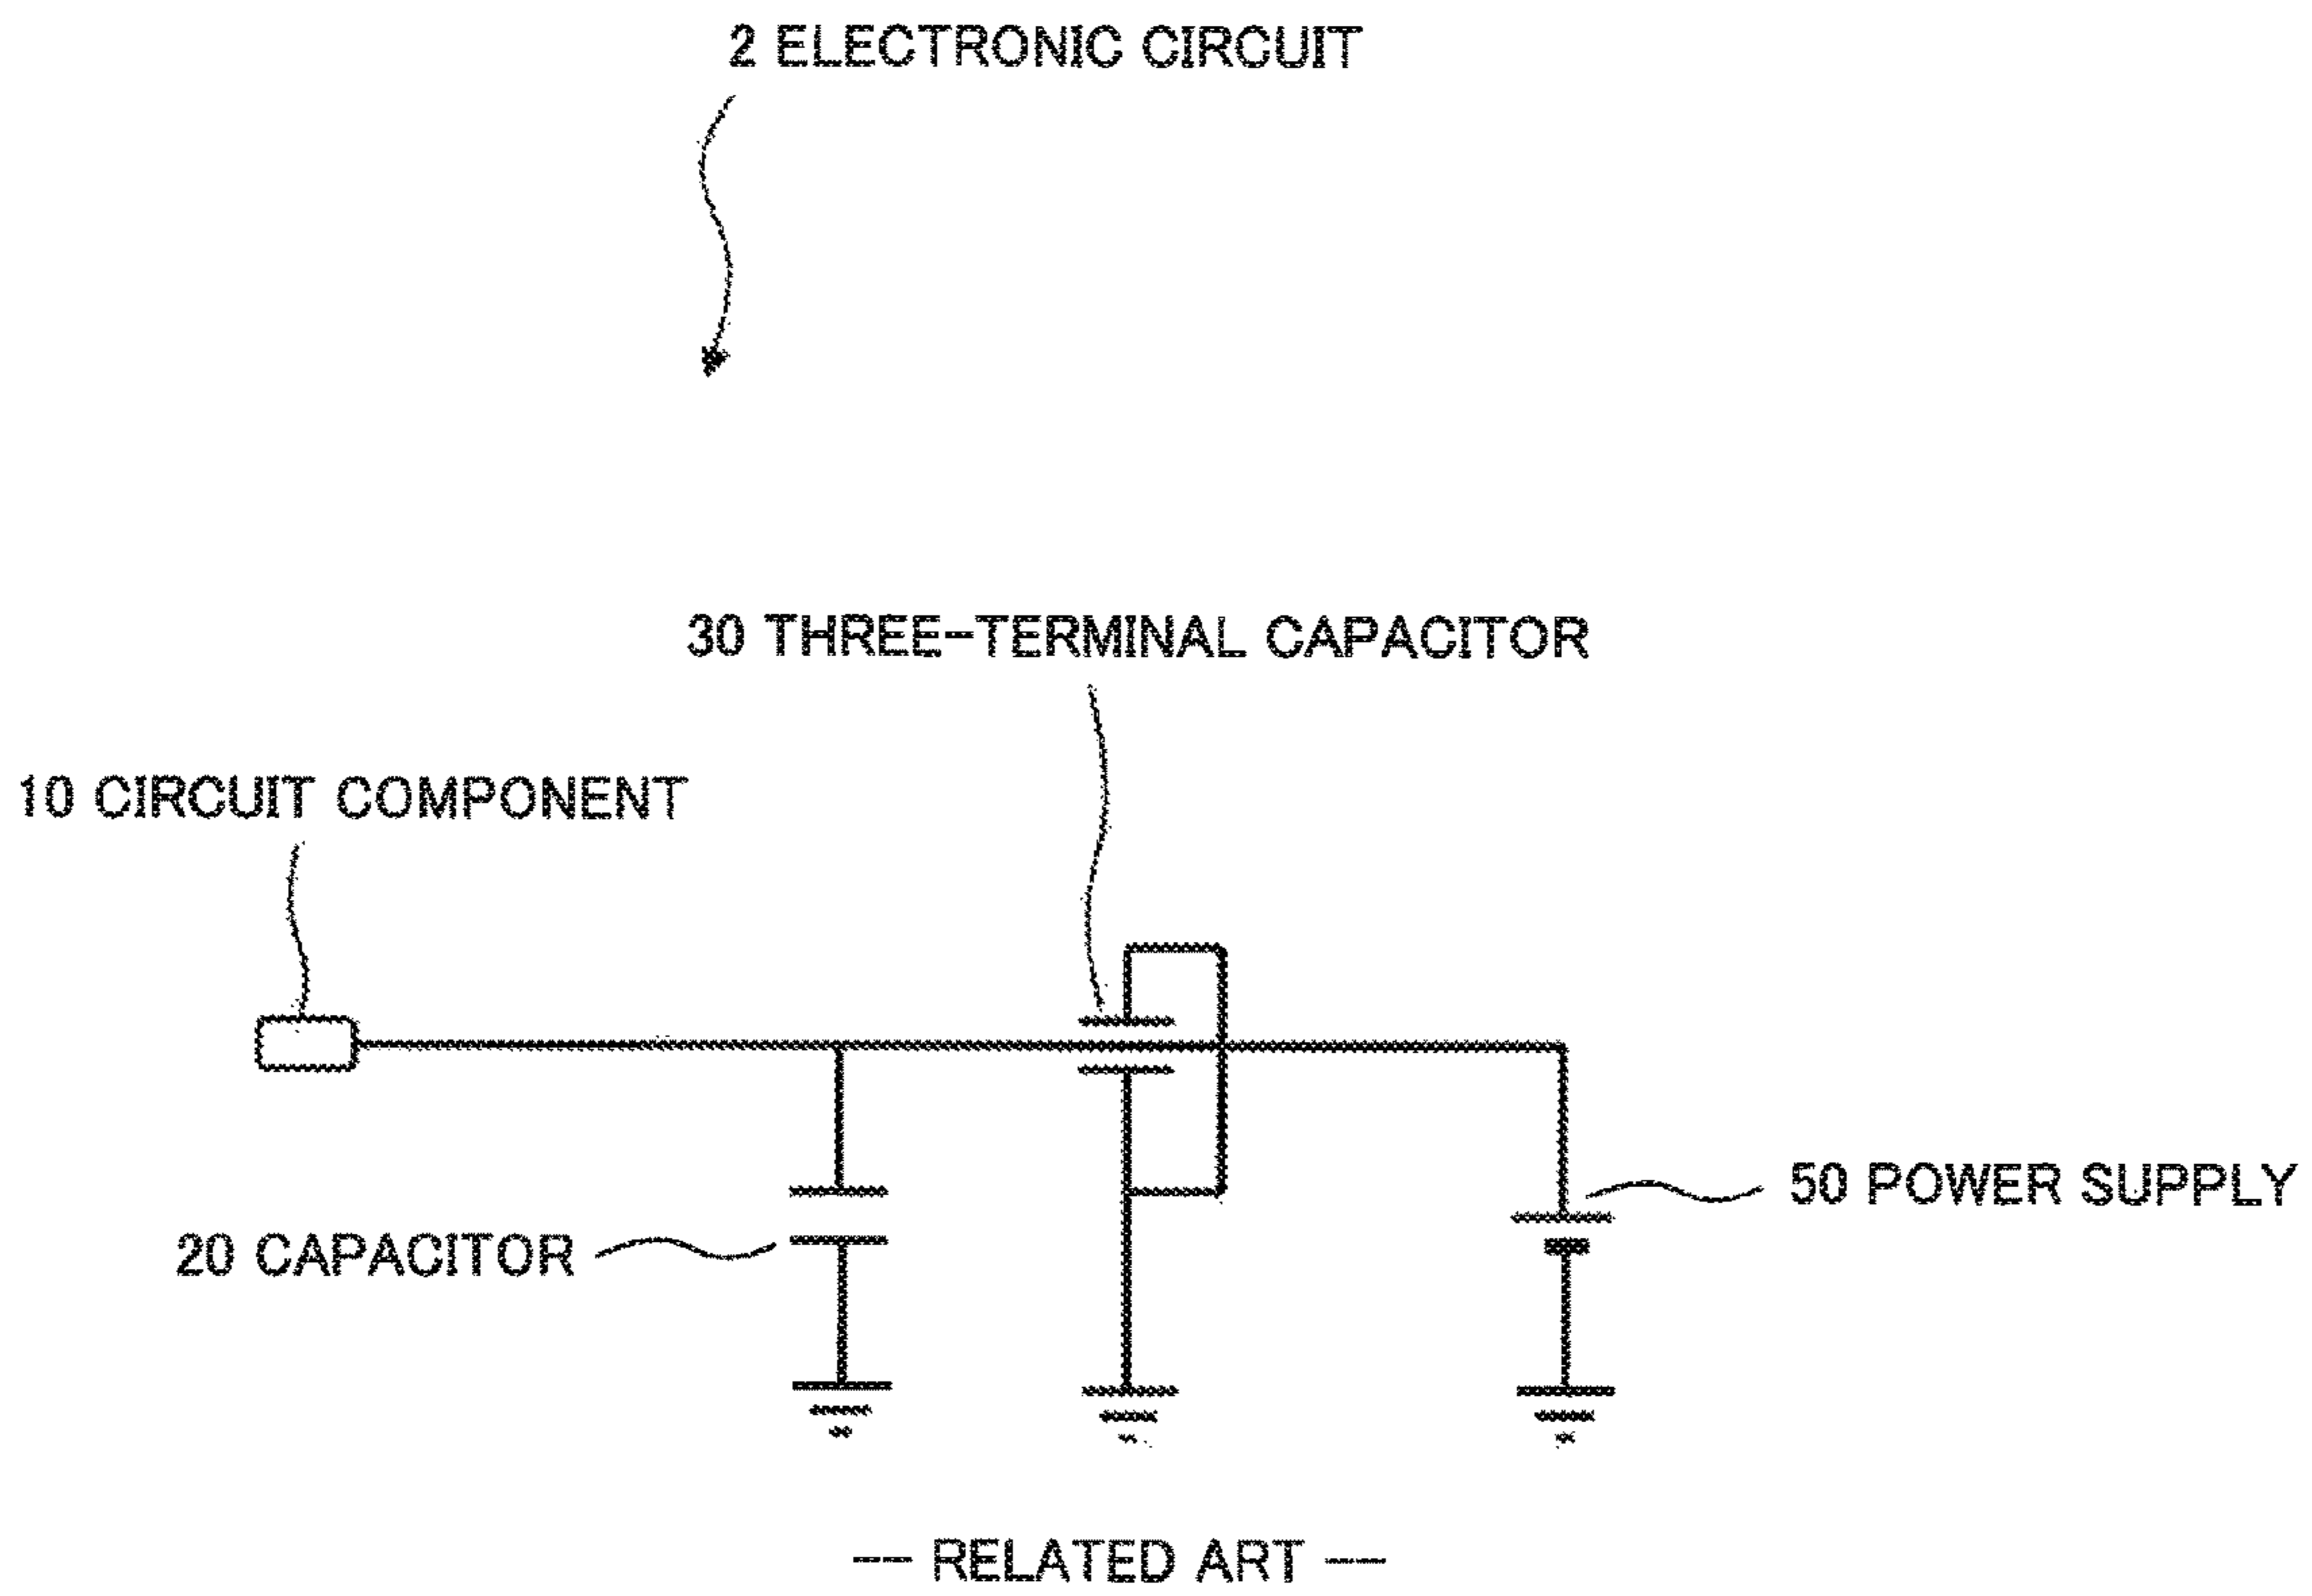 2 ELECTRONIC CIRCUIT
30 THREE-TERMINAL CAPACITOR
10 CIRCUIT COMPONENT
50 POWER SUPPLY
20 CAPACITOR
-- RELATED ART --